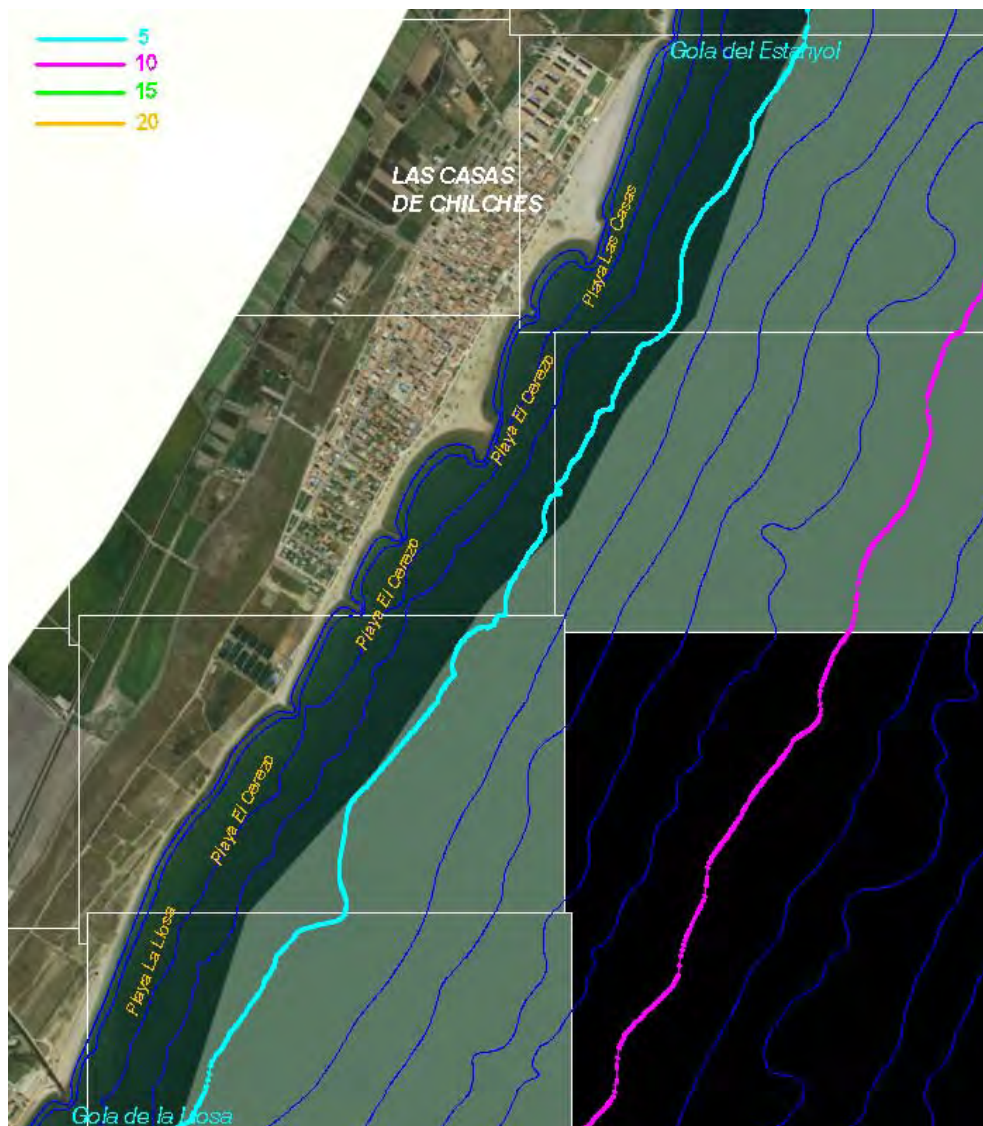 5
10
15
20
Gola del Estanyol
LAS CASAS
DE CHILCHES
Playa Las Casas
Playa El Cerezo
Playa El Cerezo
Playa El Cerezo
Playa La Llosa
Gola de la Llosa